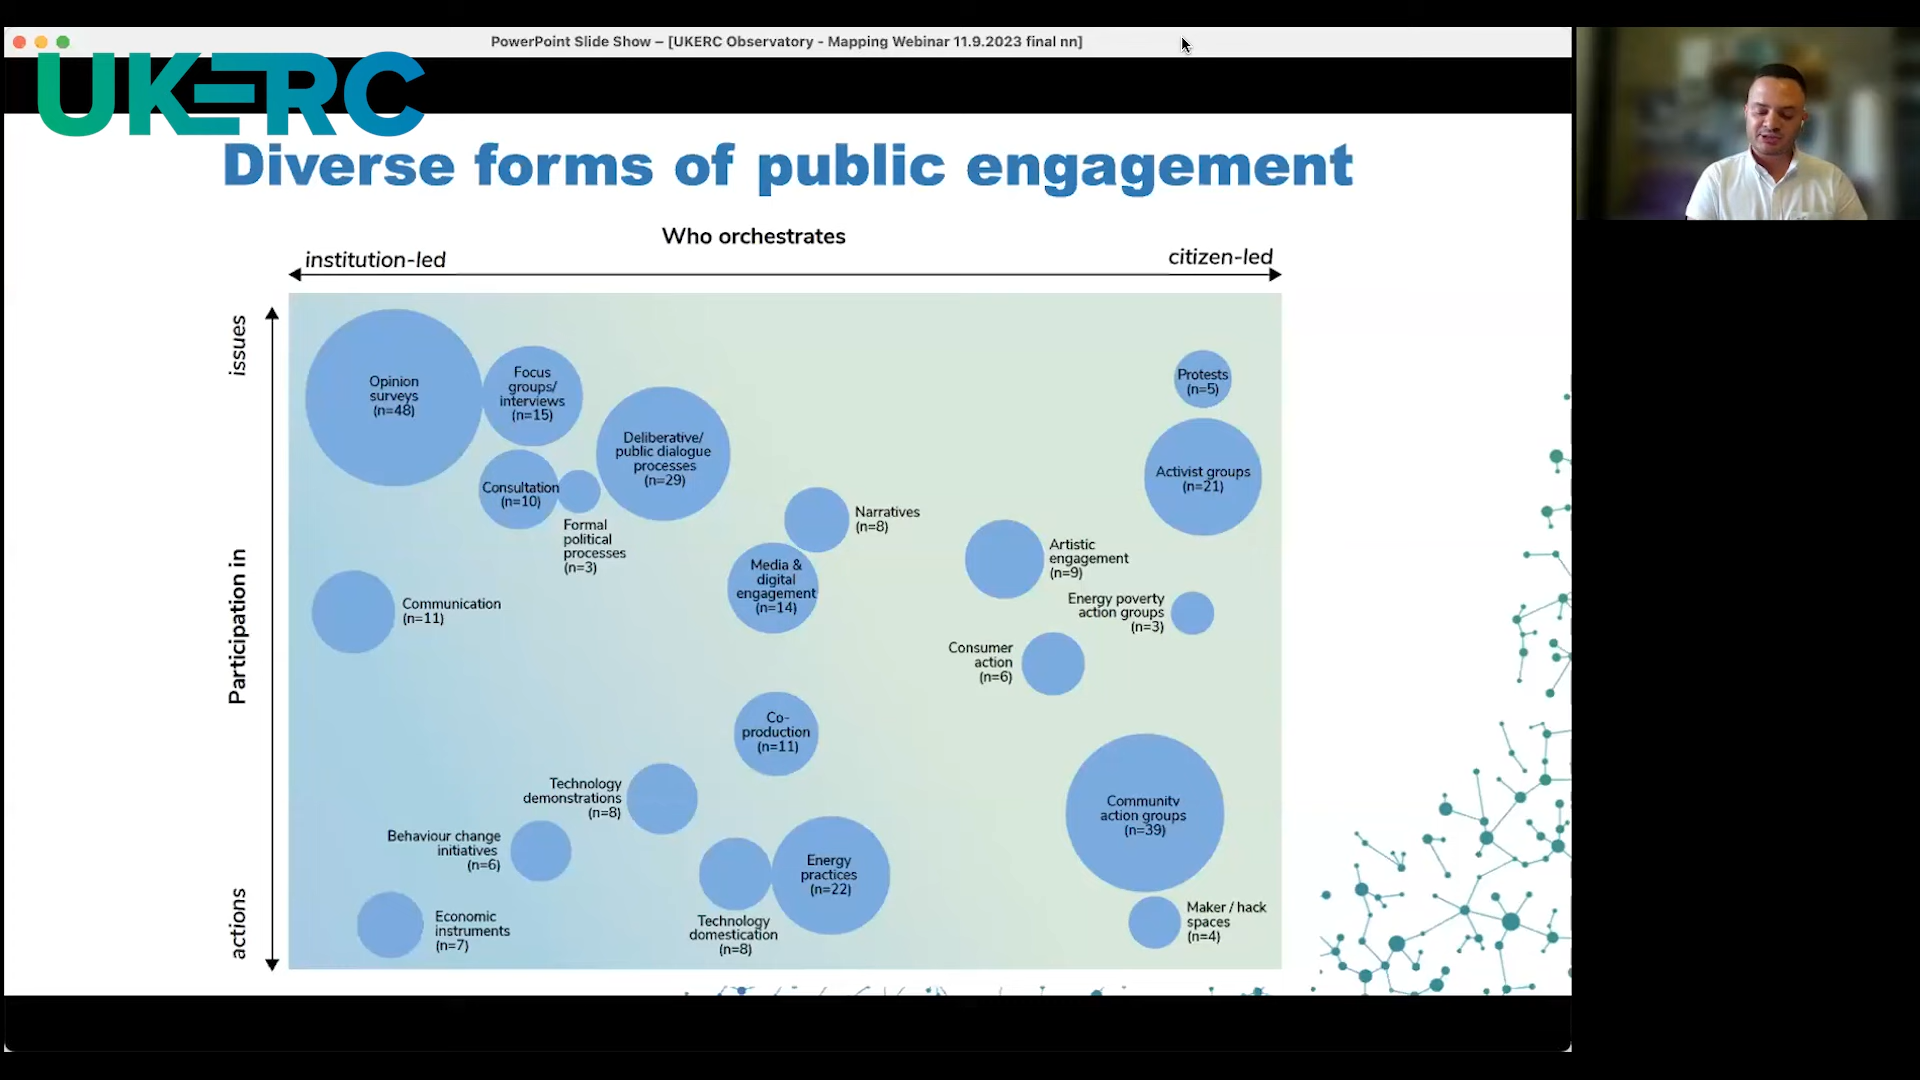 PowerPoint Slide Show – [UKERC Observatory - Mapping Webinar 11.9.2023 final nn]
UKERC
Diverse forms of public engagement
Who orchestrates
institution-led
citizen-led
issues
Participation in
actions
Opinion
surveys
(n=48)
Focus
groups/
interviews
(n=15)
Deliberative/
public dialogue
processes
(n=29)
Protests
(n=5)
Activist groups
(n=21)
Consultation
(n=10)
Formal
political
processes
(n=3)
Narratives
(n=8)
Media &
digital
engagement
(n=14)
Artistic
engagement
(n=9)
Communication
(n=11)
Energy poverty
action groups
(n=3)
Consumer
action
(n=6)
Co-
production
(n=11)
Technology
demonstrations
(n=8)
Community
action groups
(n=39)
Behaviour change
initiatives
(n=6)
Energy
practices
(n=22)
Economic
instruments
(n=7)
Technology
domestication
(n=8)
Maker / hack
spaces
(n=4)